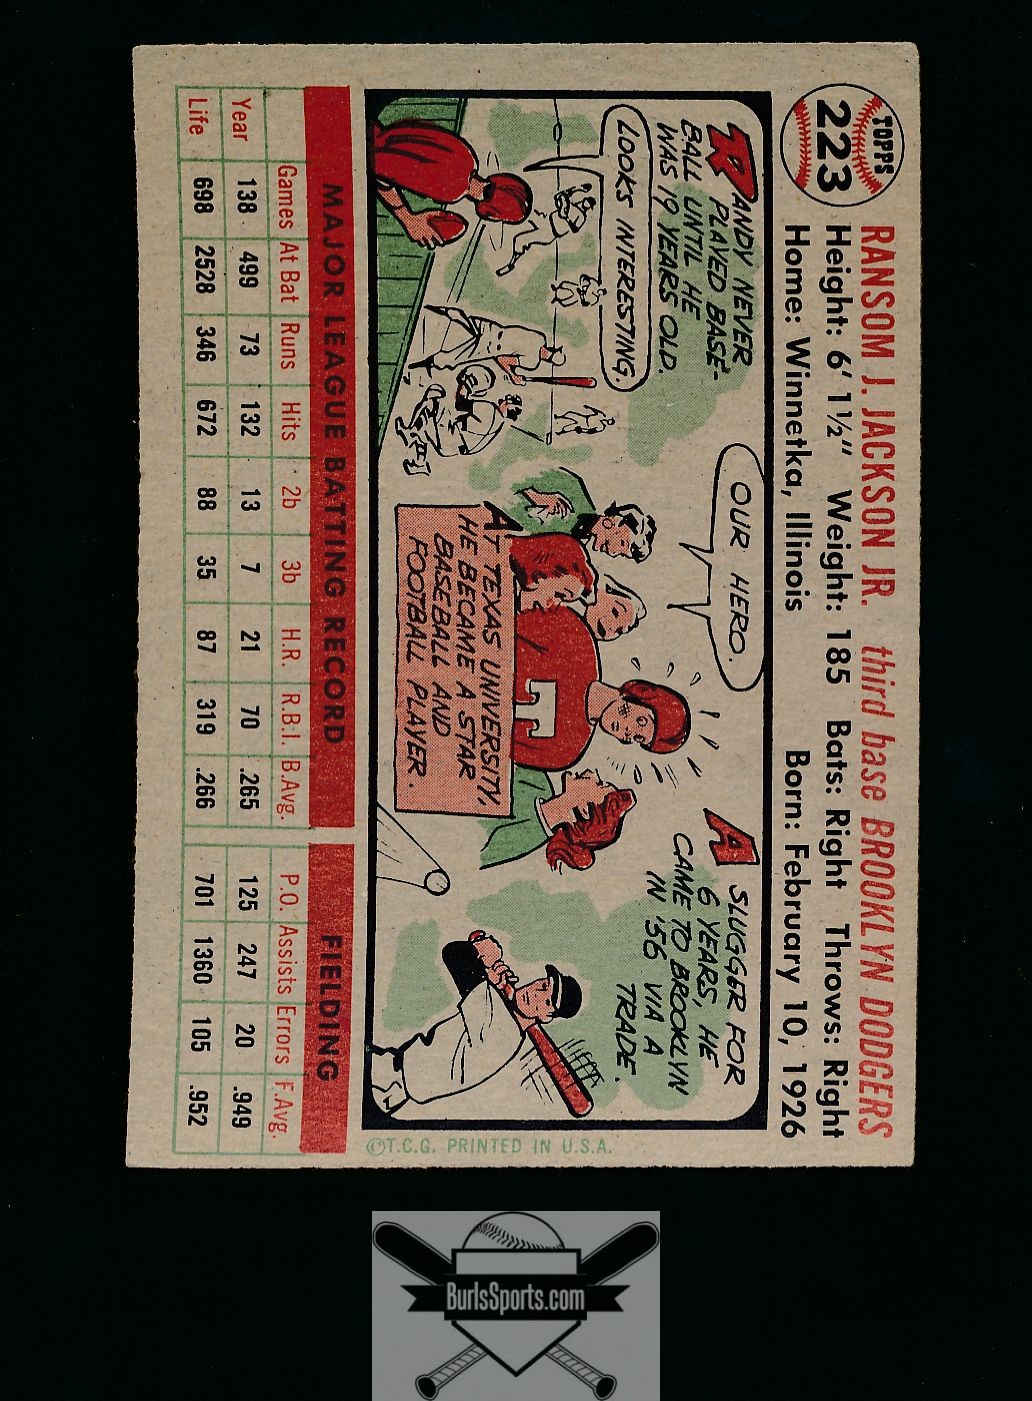 TOPPS
223
RANSOM J. JACKSON JR. third base BROOKLYN DODGERS
Height: 6' 1½" Weight: 185 Bats: Right Throws: Right
Home: Winnetka, Illinois Born: February 10, 1926
RANDY NEVER
PLAYED BASE-
BALL UNTIL HE
WAS 19 YEARS OLD.
LOOKS INTERESTING.
OUR HERO.
AT TEXAS UNIVERSITY,
HE BECAME A STAR
BASEBALL AND
FOOTBALL PLAYER.
A SLUGGER FOR
6 YEARS, HE
CAME TO BROOKLYN
IN '56 VIA A
TRADE.
©T.C.G. PRINTED IN U.S.A.
MAJOR LEAGUE BATTING RECORD FIELDING
Games At Bat Runs Hits 2b 3b H.R. R.B.I. B.Avg. P.O. Assists Errors F.Avg.
Year 138 499 73 132 13 7 21 70 .265 125 247 20 .949
Life 698 2528 346 672 88 35 87 319 .266 701 1360 105 .952
BurlsSports.com